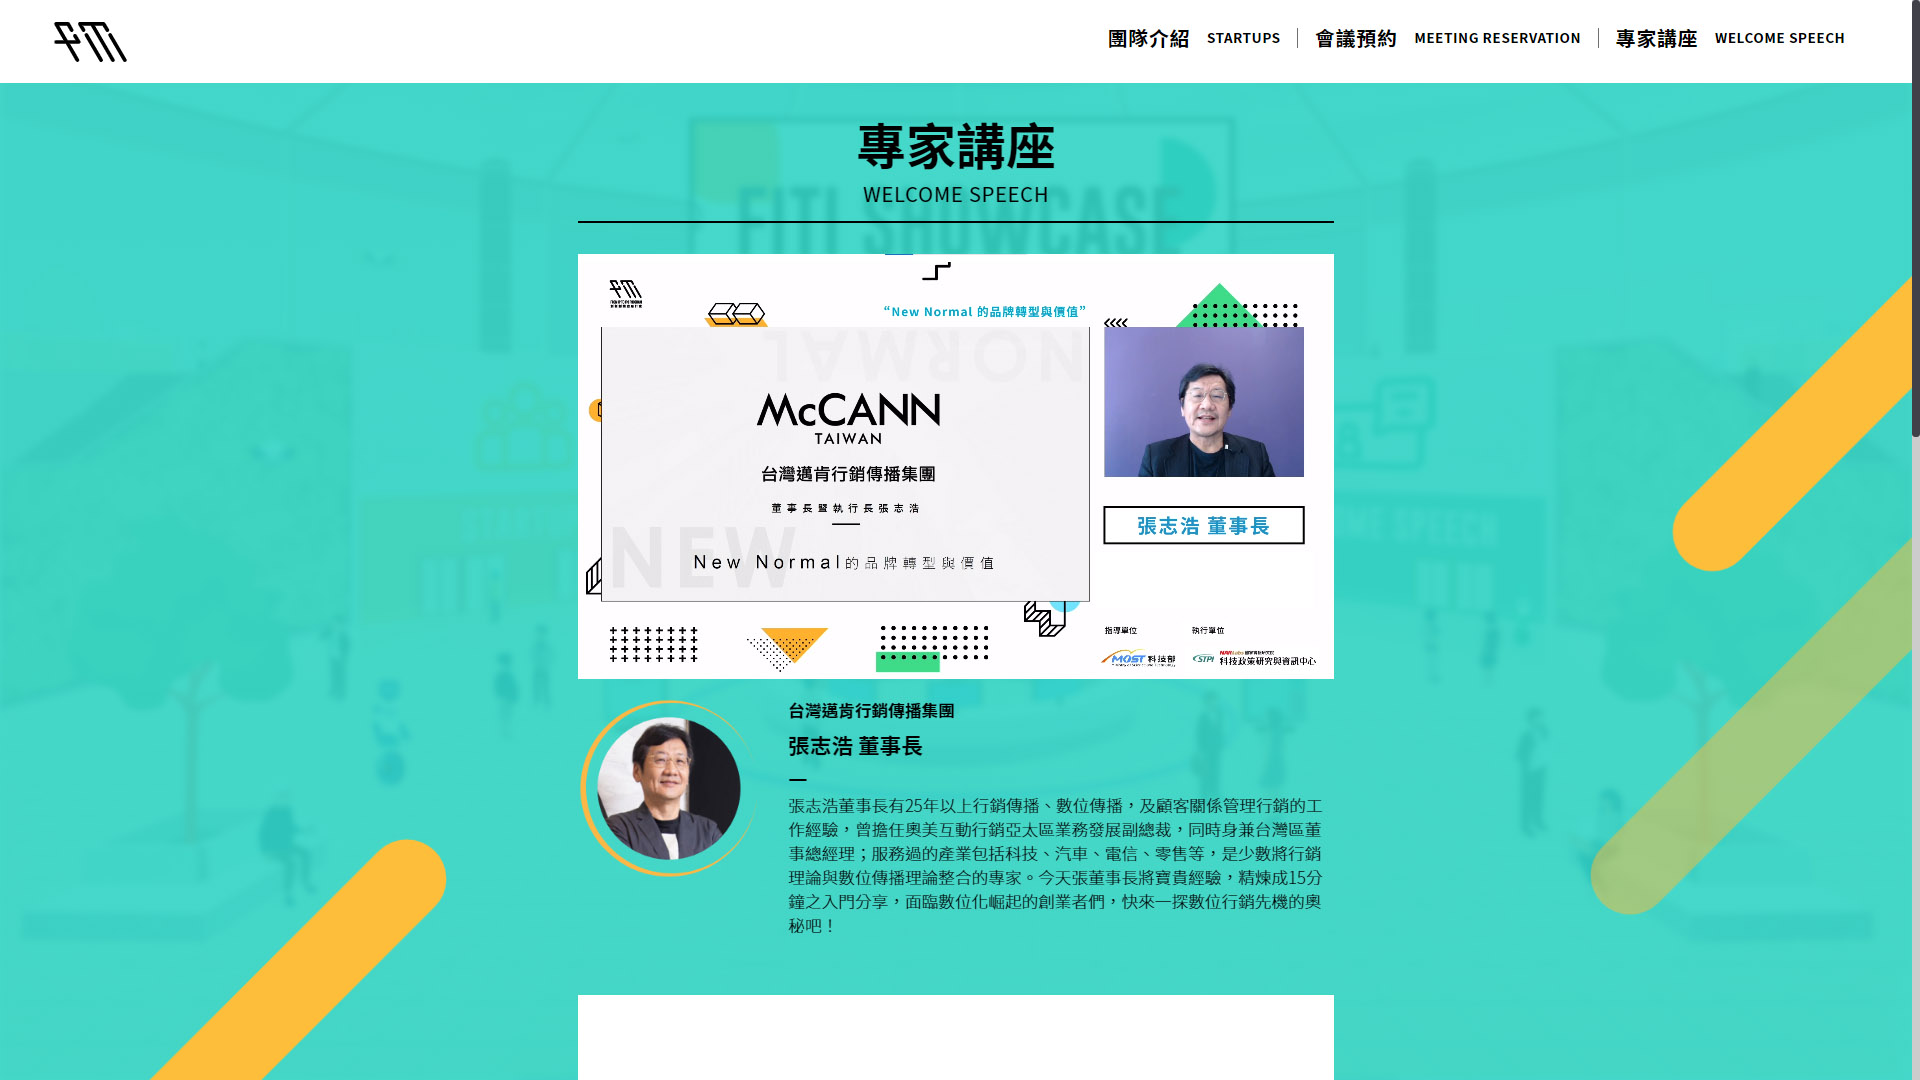 團隊介紹 STARTUPS 會議預約 MEETING RESERVATION 專家講座 WELCOME SPEECH
專家講座
WELCOME SPEECH
FITI SHOWCASE
“New Normal 的品牌轉型與價值”
NORMAL
McCANN
TAIWAN
台灣邁肯行銷傳播集團
董事長暨執行長張志浩
NEW
New Normal的品牌轉型與價值
張志浩 董事長
指導單位 執行單位
MOST 科技部
STPI 科技政策研究與資訊中心
台灣邁肯行銷傳播集團
張志浩 董事長
張志浩董事長有25年以上行銷傳播、數位傳播，及顧客關係管理行銷的工
作經驗，曾擔任奧美互動行銷亞太區業務發展副總裁，同時身兼台灣區董
事總經理；服務過的產業包括科技、汽車、電信、零售等，是少數將行銷
理論與數位傳播理論整合的專家。今天張董事長將寶貴經驗，精煉成15分
鐘之入門分享，面臨數位化崛起的創業者們，快來一探數位行銷先機的奧
秘吧！